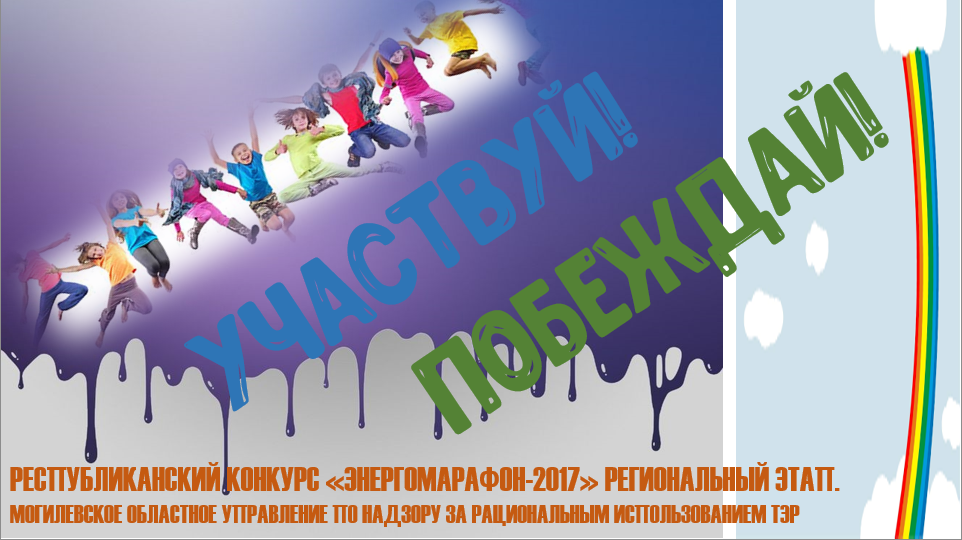 УЧАСТВУЙ!
ПОБЕЖДАЙ!
РЕСПУБЛИКАНСКИЙ КОНКУРС «ЭНЕРГОМАРАФОН-2017» РЕГИОНАЛЬНЫЙ ЭТАП.
МОГИЛЕВСКОЕ ОБЛАСТНОЕ УПРАВЛЕНИЕ ПО НАДЗОРУ ЗА РАЦИОНАЛЬНЫМ ИСПОЛЬЗОВАНИЕМ ТЭР